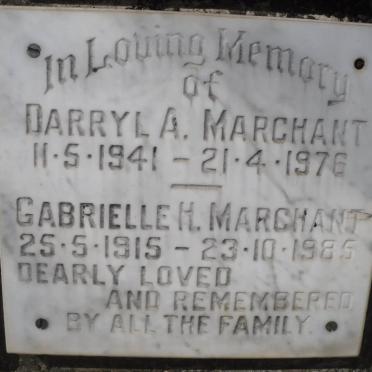 In Loving Memory
of
DARRYL A. MARCHANT
11·5·1941 – 21·4·1976
GABRIELLE H. MARCHANT
25·5·1915 – 23·10·1985
DEARLY LOVED
AND REMEMBERED
BY ALL THE FAMILY.